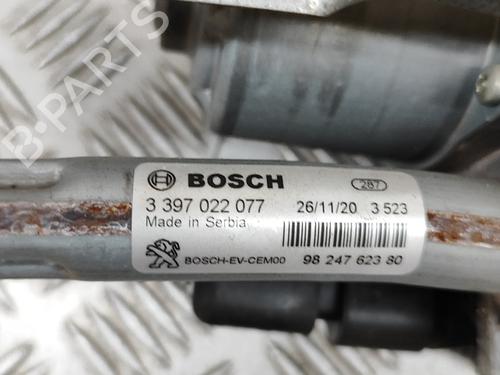 B-PARTS
BOSCH
287
3 397 022 077
26/11/20
3 523
Made in Serbia
BOSCH-EV-CEM00
98 247 623 80